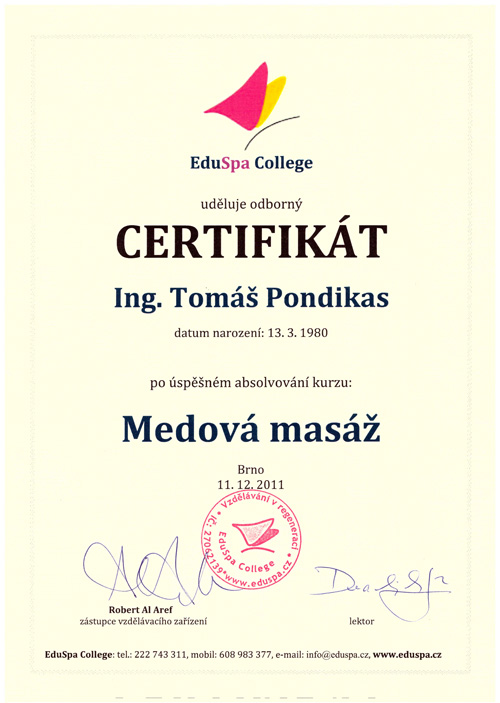 EduSpa College
uděluje odborný
CERTIFIKÁT
Ing. Tomáš Pondikas
datum narození: 13. 3. 1980
po úspěšném absolvování kurzu:
Medová masáž
Brno
11. 12. 2011
Vzdělávání v regeneraci
IČ: 27062139
EduSpa College
www.eduspa.cz
Robert Al Aref
zástupce vzdělávacího zařízení
lektor
EduSpa College: tel.: 222 743 311, mobil: 608 983 377, e-mail: info@eduspa.cz, www.eduspa.cz